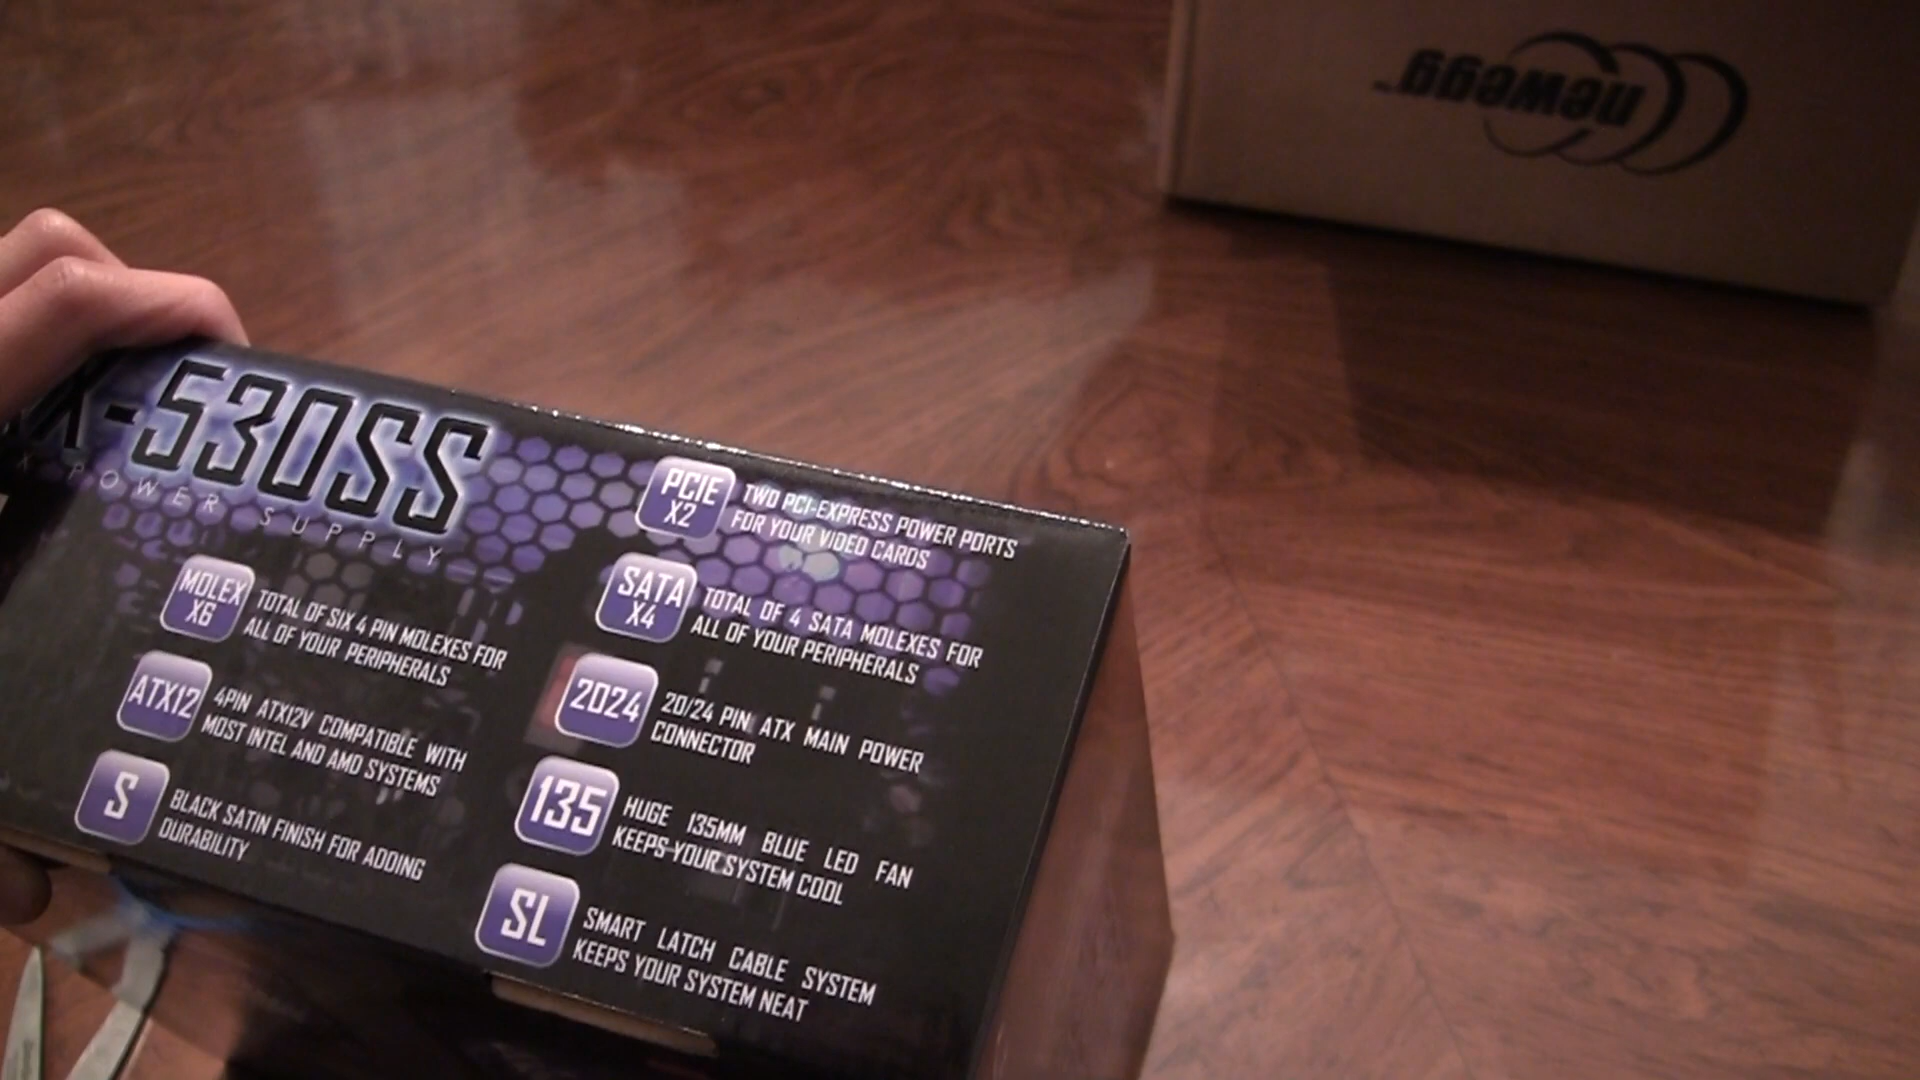 newegg
X-530SS
POWER SUPPLY
PCIE
X2
TWO PCI-EXPRESS POWER PORTS
FOR YOUR VIDEO CARDS
MOLEX
X6
TOTAL OF SIX 4 PIN MOLEXES FOR
ALL OF YOUR PERIPHERALS
SATA
X4
TOTAL OF 4 SATA MOLEXES FOR
ALL OF YOUR PERIPHERALS
ATX12
4PIN ATX12V COMPATIBLE WITH
MOST INTEL AND AMD SYSTEMS
2024
20/24 PIN ATX MAIN POWER
CONNECTOR
S
BLACK SATIN FINISH FOR ADDING
DURABILITY
135
HUGE 135MM BLUE LED FAN
KEEPS YOUR SYSTEM COOL
SL
SMART LATCH CABLE SYSTEM
KEEPS YOUR SYSTEM NEAT